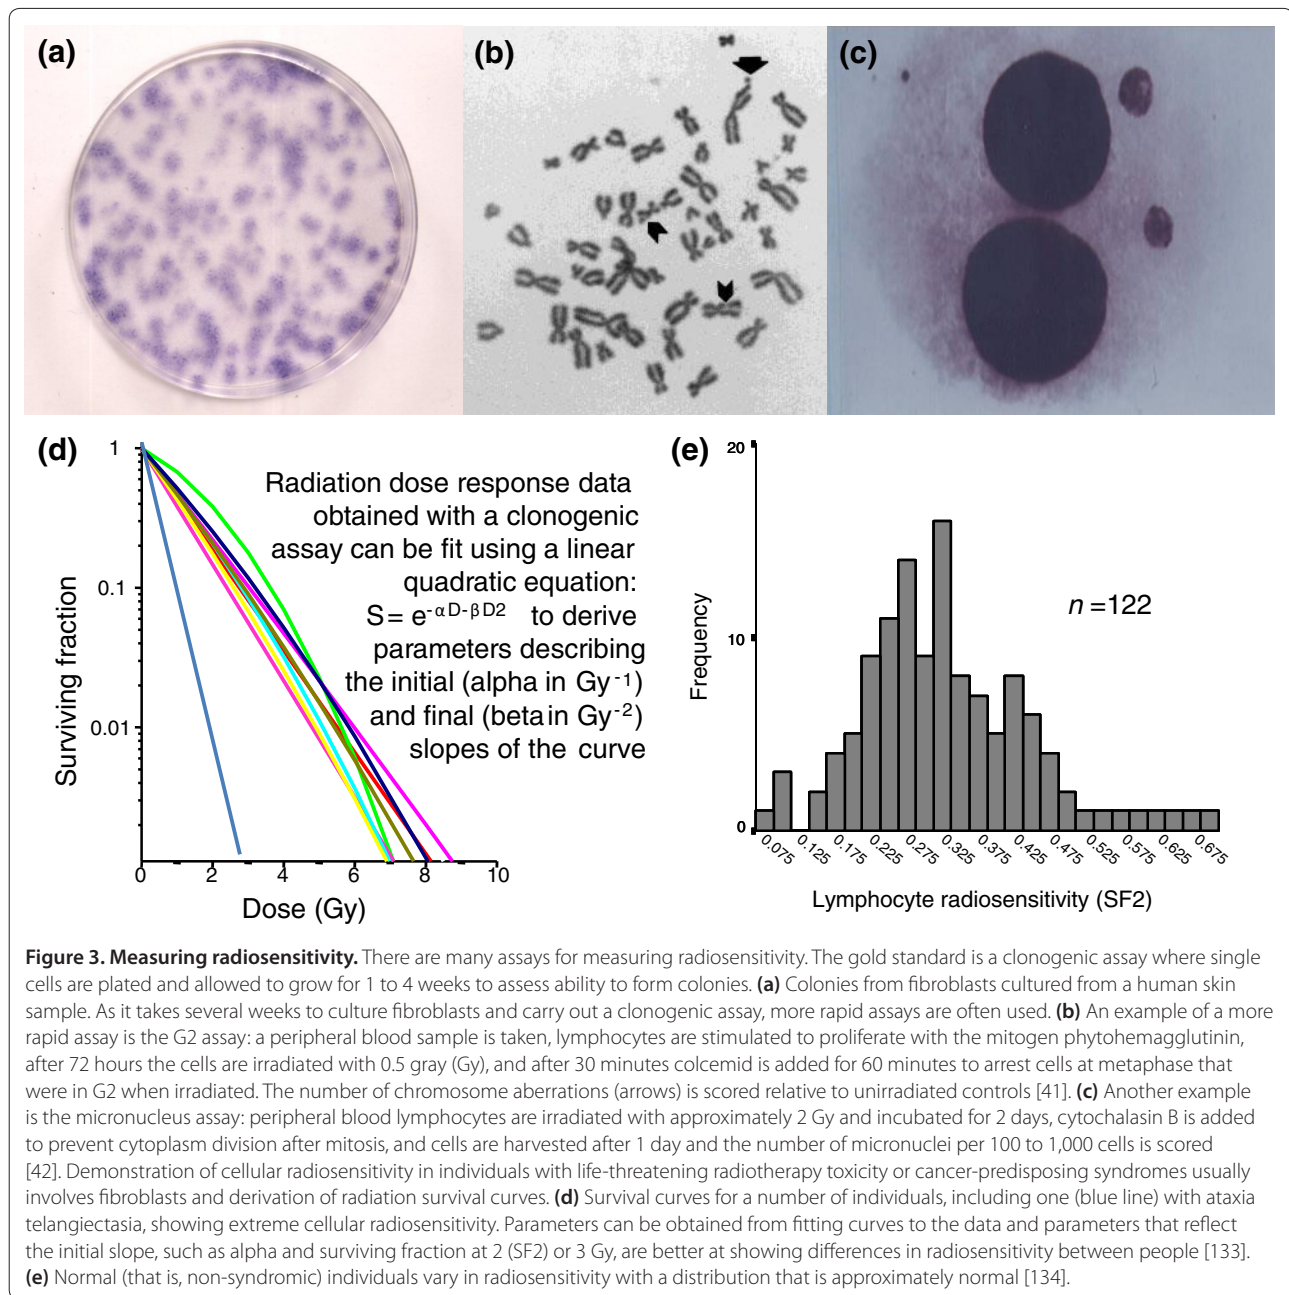 (a)
(b)
(c)
(d)
1
0.1
0.01
Surviving fraction
0
2
4
6
8
10
Dose (Gy)
Radiation dose response data
obtained with a clonogenic
assay can be fit using a linear
quadratic equation:
S= e-αD-βD2 to derive
parameters describing
the initial (alpha in Gy-1)
and final (beta in Gy-2)
slopes of the curve
(e)
20
10
0
Frequency
n =122
0.075
0.125
0.175
0.225
0.275
0.325
0.375
0.425
0.475
0.525
0.575
0.625
0.675
Lymphocyte radiosensitivity (SF2)
Figure 3. Measuring radiosensitivity. There are many assays for measuring radiosensitivity. The gold standard is a clonogenic assay where single
cells are plated and allowed to grow for 1 to 4 weeks to assess ability to form colonies. (a) Colonies from fibroblasts cultured from a human skin
sample. As it takes several weeks to culture fibroblasts and carry out a clonogenic assay, more rapid assays are often used. (b) An example of a more
rapid assay is the G2 assay: a peripheral blood sample is taken, lymphocytes are stimulated to proliferate with the mitogen phytohemagglutinin,
after 72 hours the cells are irradiated with 0.5 gray (Gy), and after 30 minutes colcemid is added for 60 minutes to arrest cells at metaphase that
were in G2 when irradiated. The number of chromosome aberrations (arrows) is scored relative to unirradiated controls [41]. (c) Another example
is the micronucleus assay: peripheral blood lymphocytes are irradiated with approximately 2 Gy and incubated for 2 days, cytochalasin B is added
to prevent cytoplasm division after mitosis, and cells are harvested after 1 day and the number of micronuclei per 100 to 1,000 cells is scored
[42]. Demonstration of cellular radiosensitivity in individuals with life-threatening radiotherapy toxicity or cancer-predisposing syndromes usually
involves fibroblasts and derivation of radiation survival curves. (d) Survival curves for a number of individuals, including one (blue line) with ataxia
telangiectasia, showing extreme cellular radiosensitivity. Parameters can be obtained from fitting curves to the data and parameters that reflect
the initial slope, such as alpha and surviving fraction at 2 (SF2) or 3 Gy, are better at showing differences in radiosensitivity between people [133].
(e) Normal (that is, non-syndromic) individuals vary in radiosensitivity with a distribution that is approximately normal [134].